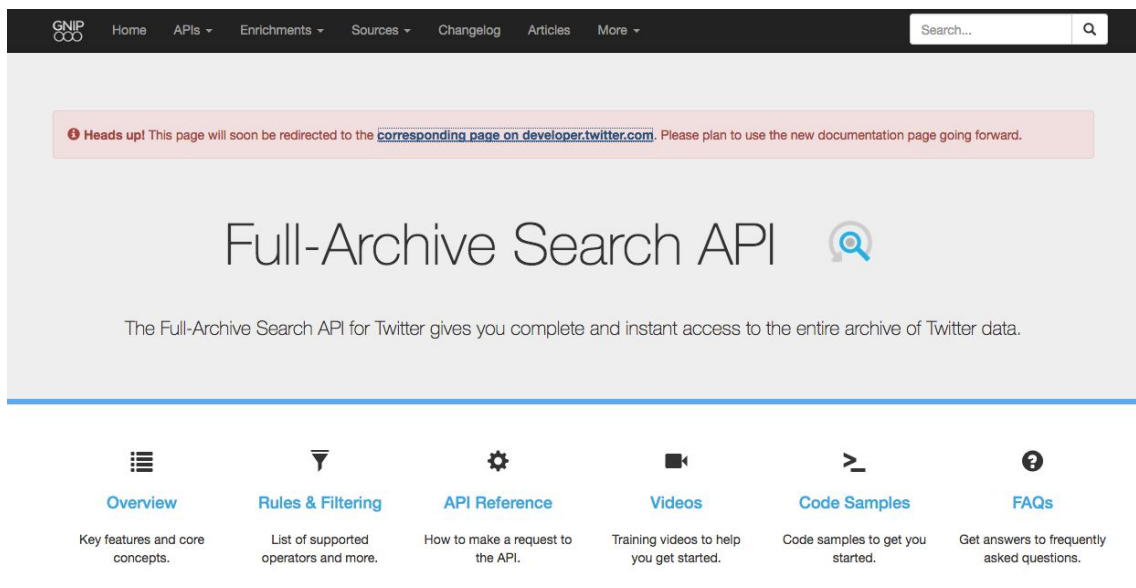 GNIP Home APIs Enrichments Sources Changelog Articles More Search...
Heads up! This page will soon be redirected to the corresponding page on developer.twitter.com. Please plan to use the new documentation page going forward.
Full-Archive Search API
The Full-Archive Search API for Twitter gives you complete and instant access to the entire archive of Twitter data.
Overview Rules & Filtering API Reference Videos Code Samples FAQs
Key features and core List of supported How to make a request to Training videos to help Code samples to get you Get answers to frequently
concepts. operators and more. the API. you get started. started. asked questions.